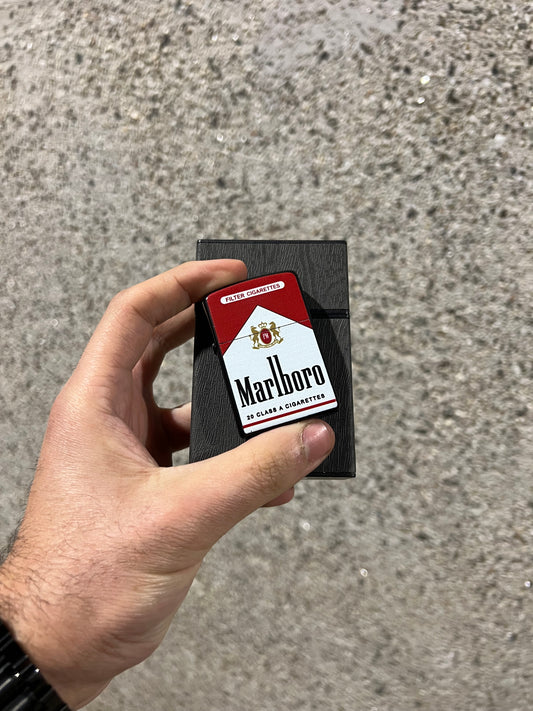 FILTER CIGARETTES
Marlboro
20 CLASS A CIGARETTES